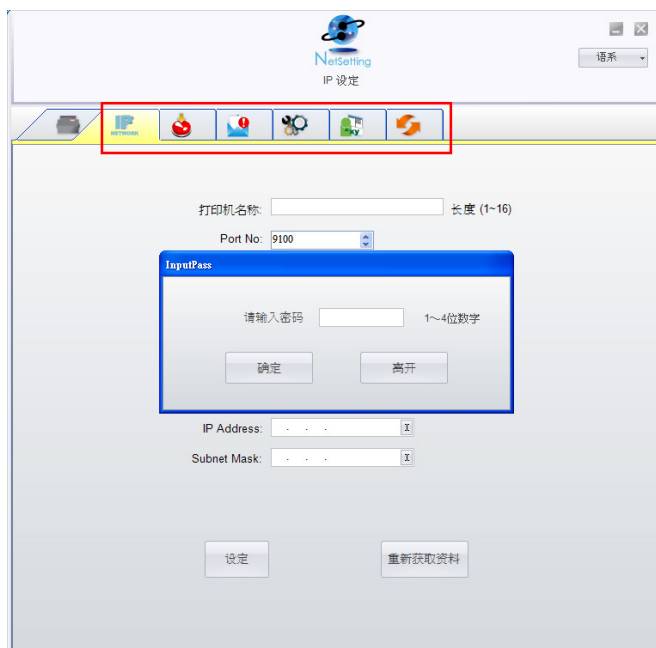 NetSetting
IP 设定
语系
IP
NETWORK
xy
打印机名称:
长度 (1~16)
Port No: 9100
InputPass
请输入密码
1～4位数字
确定
离开
IP Address: . . .
Subnet Mask: . . .
设定
重新获取资料